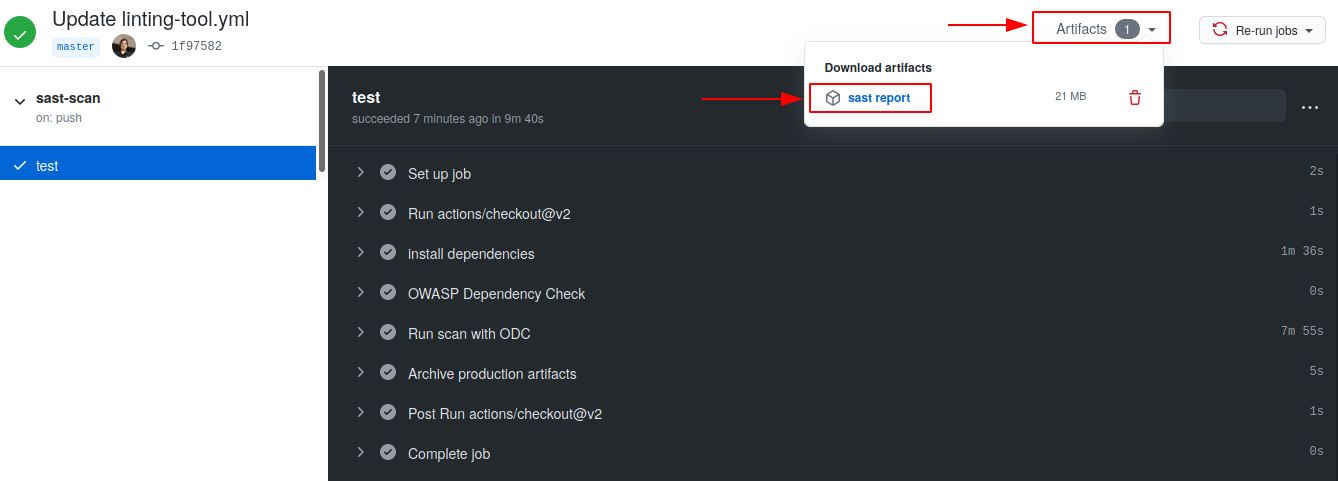 Update linting-tool.yml
master 1f97582
Artifacts 1
Re-run jobs
Download artifacts
sast report 21 MB
sast-scan
on: push
test
test
succeeded 7 minutes ago in 9m 40s
Set up job 2s
Run actions/checkout@v2 1s
install dependencies 1m 36s
OWASP Dependency Check 0s
Run scan with ODC 7m 55s
Archive production artifacts 5s
Post Run actions/checkout@v2 1s
Complete job 0s